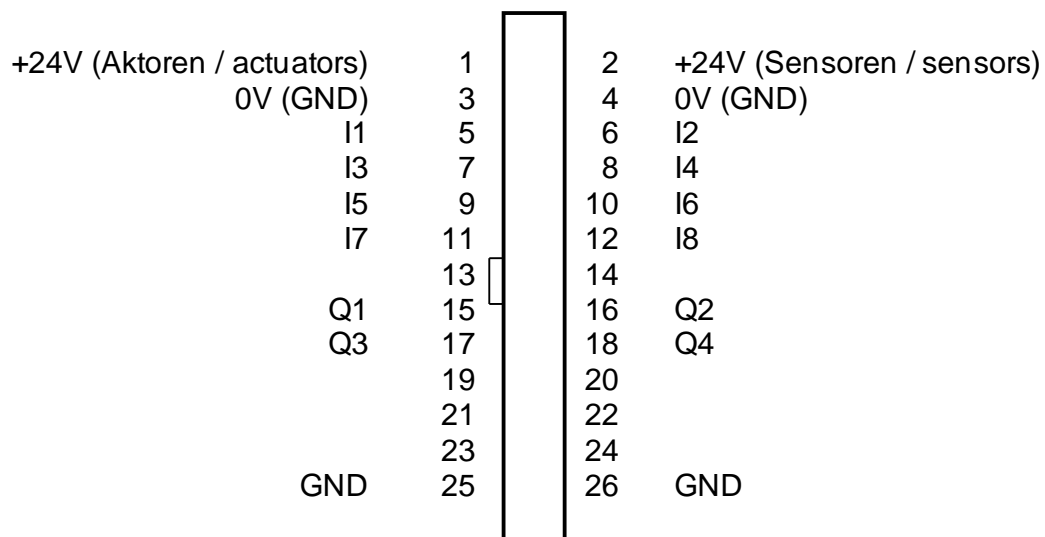 +24V (Aktoren / actuators) 1 2 +24V (Sensoren / sensors)
0V (GND) 3 4 0V (GND)
I1 5 6 I2
I3 7 8 I4
I5 9 10 I6
I7 11 12 I8
13 14
Q1 15 16 Q2
Q3 17 18 Q4
19 20
21 22
23 24
GND 25 26 GND